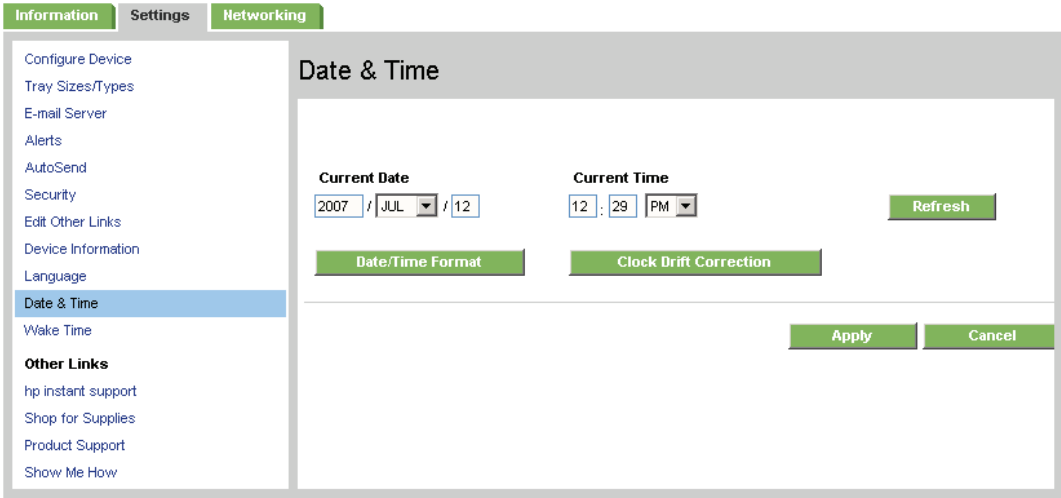 Information Settings Networking
Configure Device
Tray Sizes/Types
E-mail Server
Alerts
AutoSend
Security
Edit Other Links
Device Information
Language
Date & Time
Wake Time
Other Links
hp instant support
Shop for Supplies
Product Support
Show Me How
Date & Time
Current Date Current Time
2007 / JUL / 12 12 : 29 PM Refresh
Date/Time Format Clock Drift Correction
Apply Cancel